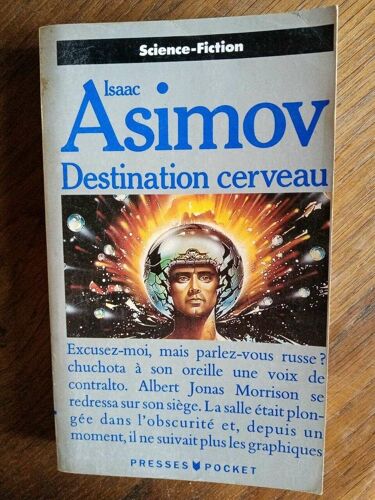 Science-Fiction
Isaac
Asimov
Destination cerveau
Excusez-moi, mais parlez-vous russe?
chuchota à son oreille une voix de
contralto. Albert Jonas Morrison se
redressa sur son siège. La salle était plon-
gée dans l'obscurité et, depuis un
moment, il ne suivait plus les graphiques
PRESSES POCKET